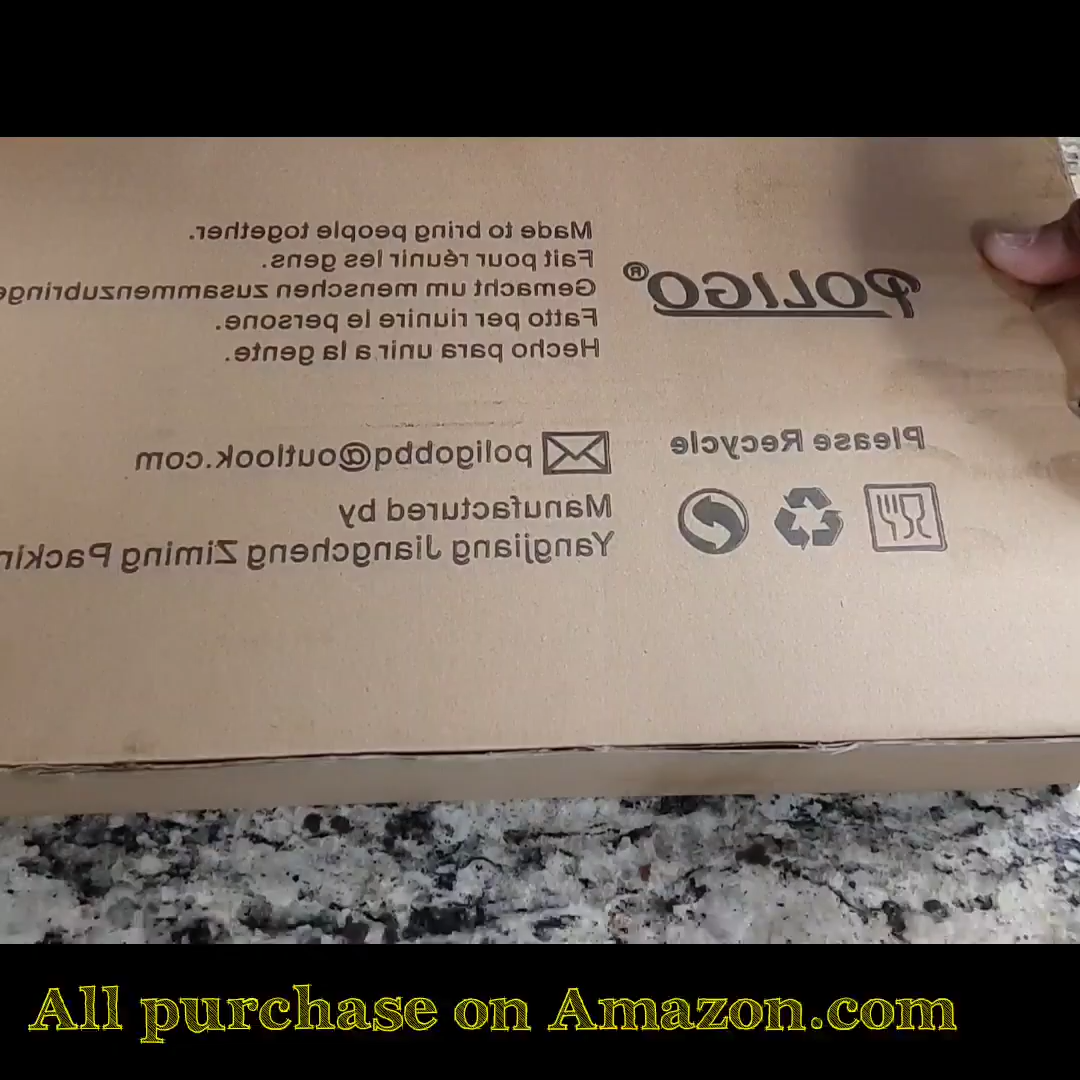 POLIGO®
Made to bring people together.
Fait pour réunir les gens.
Gemacht um menschen zusammenzubringe
Fatto per riunire le persone.
Hecho para unir a la gente.
Please Recycle
poligobbq@outlook.com
Manufactured by
Yangjiang Jiangcheng Ziming Packin
All purchase on Amazon.com